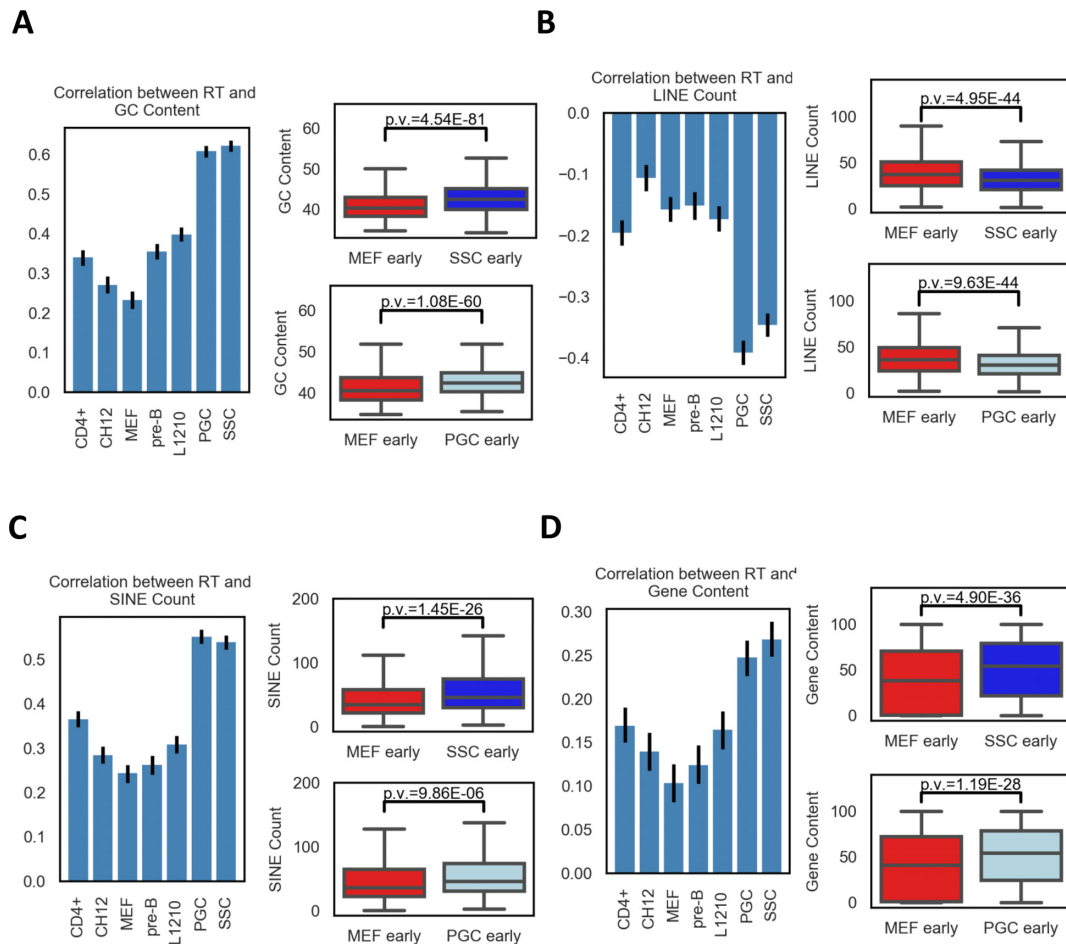 A
Correlation between RT and
GC Content
0.6
0.5
0.4
0.3
0.2
0.1
0.0
CD4+
CH12
MEF
pre-B
L1210
PGC
SSC
GC Content
60
40
p.v.=4.54E-81
MEF early
SSC early
GC Content
60
40
p.v.=1.08E-60
MEF early
PGC early
B
Correlation between RT and
LINE Count
0.0
−0.1
−0.2
−0.3
−0.4
CD4+
CH12
MEF
pre-B
L1210
PGC
SSC
LINE Count
100
50
0
p.v.=4.95E-44
MEF early
SSC early
LINE Count
100
50
0
p.v.=9.63E-44
MEF early
PGC early
C
Correlation between RT and
SINE Count
0.5
0.4
0.3
0.2
0.1
0.0
CD4+
CH12
MEF
pre-B
L1210
PGC
SSC
SINE Count
200
100
0
p.v.=1.45E-26
MEF early
SSC early
SINE Count
200
100
0
p.v.=9.86E-06
MEF early
PGC early
D
Correlation between RT and
Gene Content
0.30
0.25
0.20
0.15
0.10
0.05
0.00
CD4+
CH12
MEF
pre-B
L1210
PGC
SSC
Gene Content
100
50
0
p.v.=4.90E-36
MEF early
SSC early
Gene Content
100
50
0
p.v.=1.19E-28
MEF early
PGC early